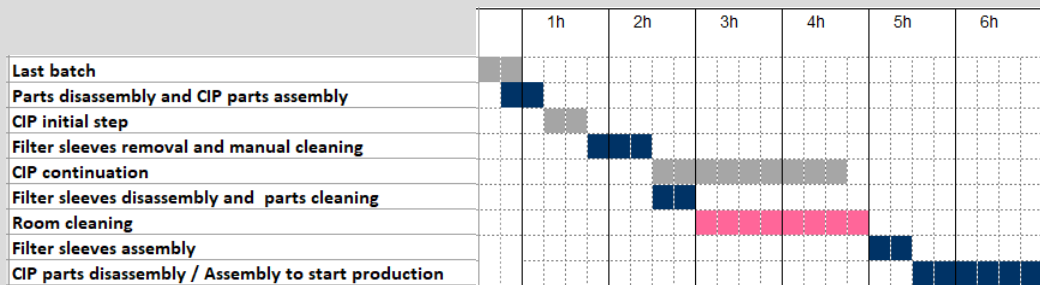 1h 2h 3h 4h 5h 6h
Last batch
Parts disassembly and CIP parts assembly
CIP initial step
Filter sleeves removal and manual cleaning
CIP continuation
Filter sleeves disassembly and  parts cleaning
Room cleaning
Filter sleeves assembly
CIP parts disassembly / Assembly to start production